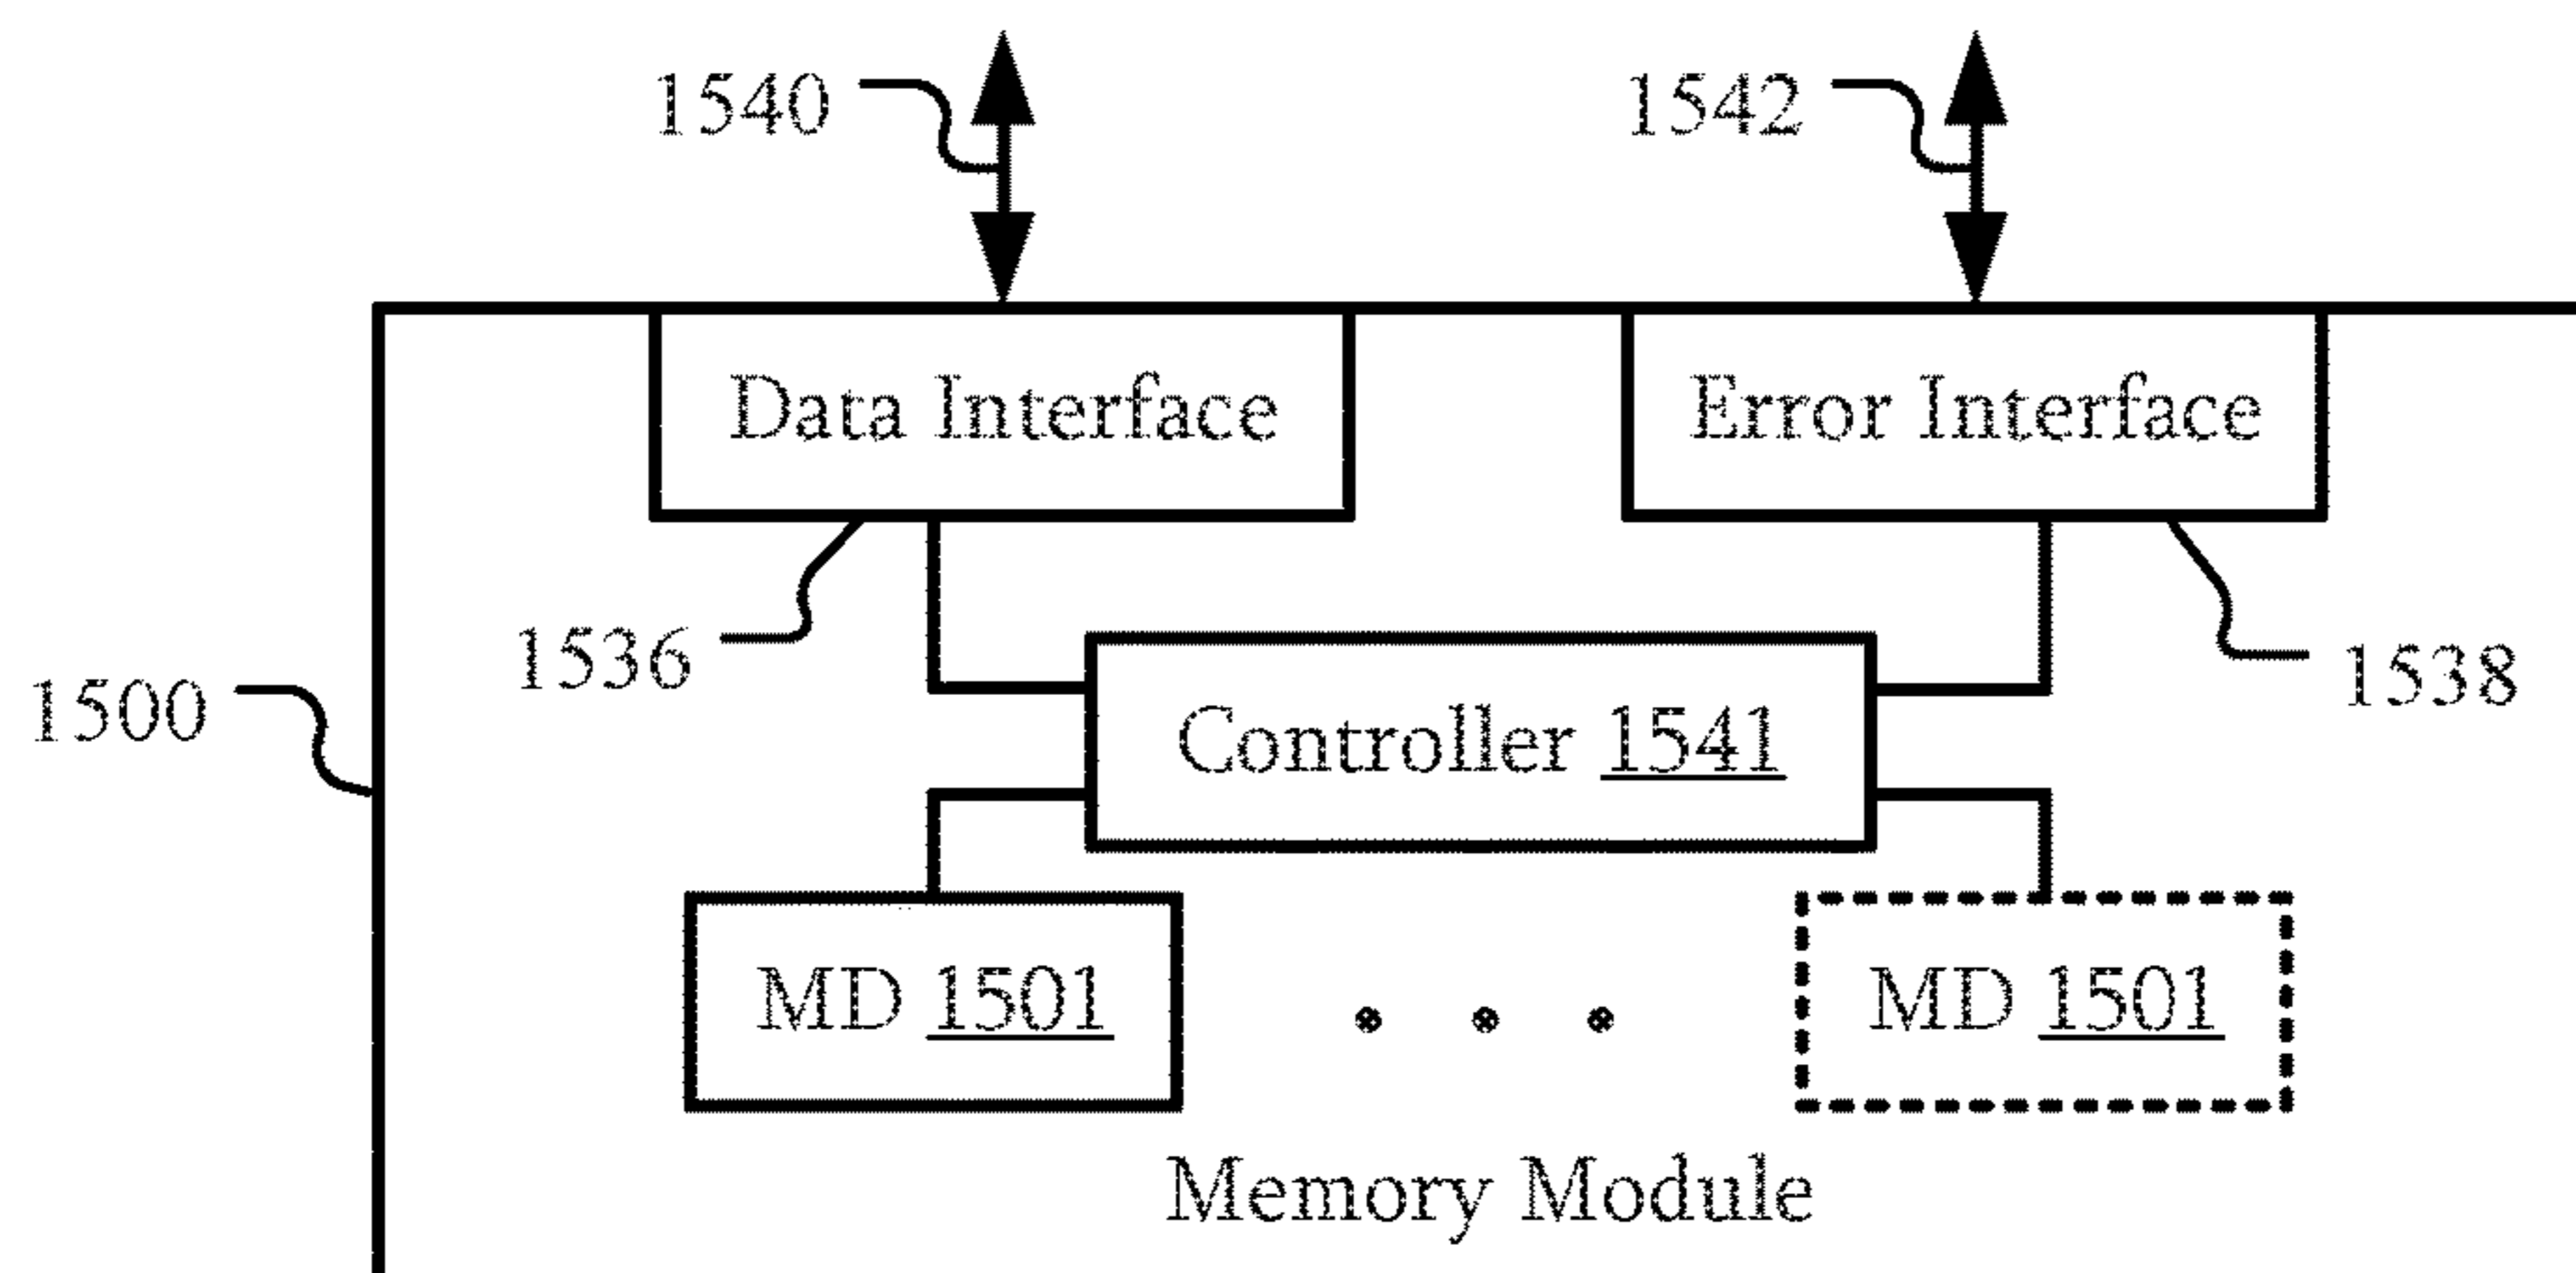 1540
1542
Data Interface
Error Interface
1536
1538
1500
Controller 1541
MD 1501
MD 1501
Memory Module